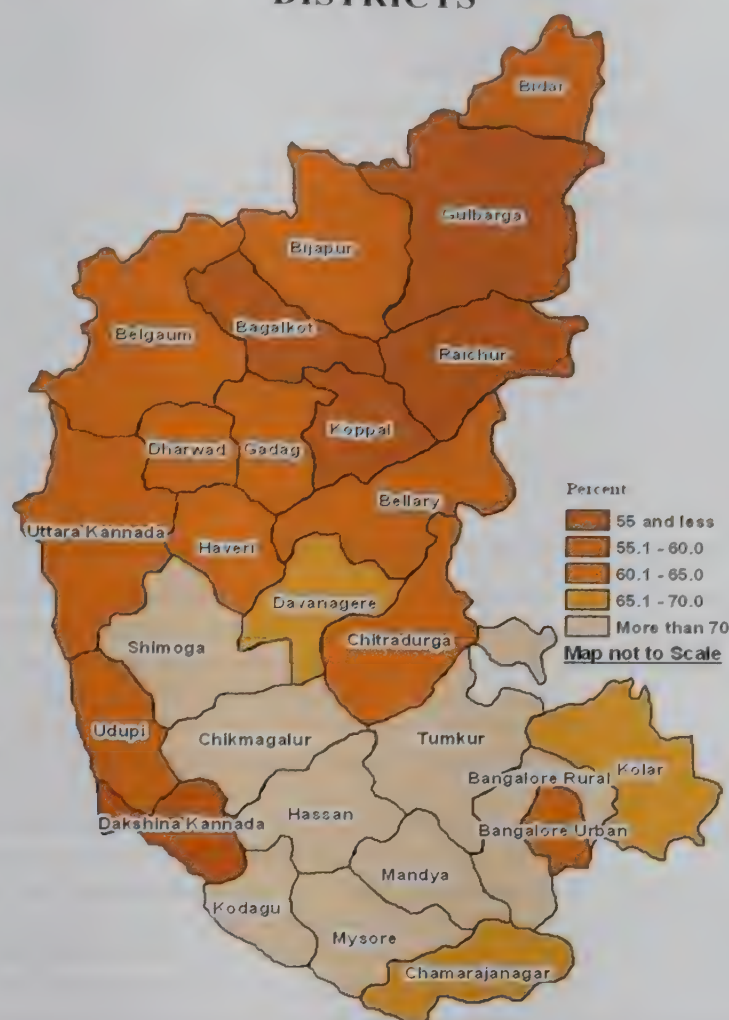 DISTRICTS
Bidar
Gulbarga
Bijapur
Bagalkot
Belgaum
Raichur
Koppal
Dharwad
Gadag
Bellary
Uttara Kannada
Haveri
Percent
55 and less
55.1 - 60.0
60.1 - 65.0
65.1 - 70.0
More than 70
Map not to Scale
Davanagere
Chitradurga
Shimoga
Udupi
Chikmagalur
Tumkur
Kolar
Bangalore Rural
Bangalore Urban
Dakshina Kannada
Hassan
Mandya
Kodagu
Mysore
Chamarajanagar